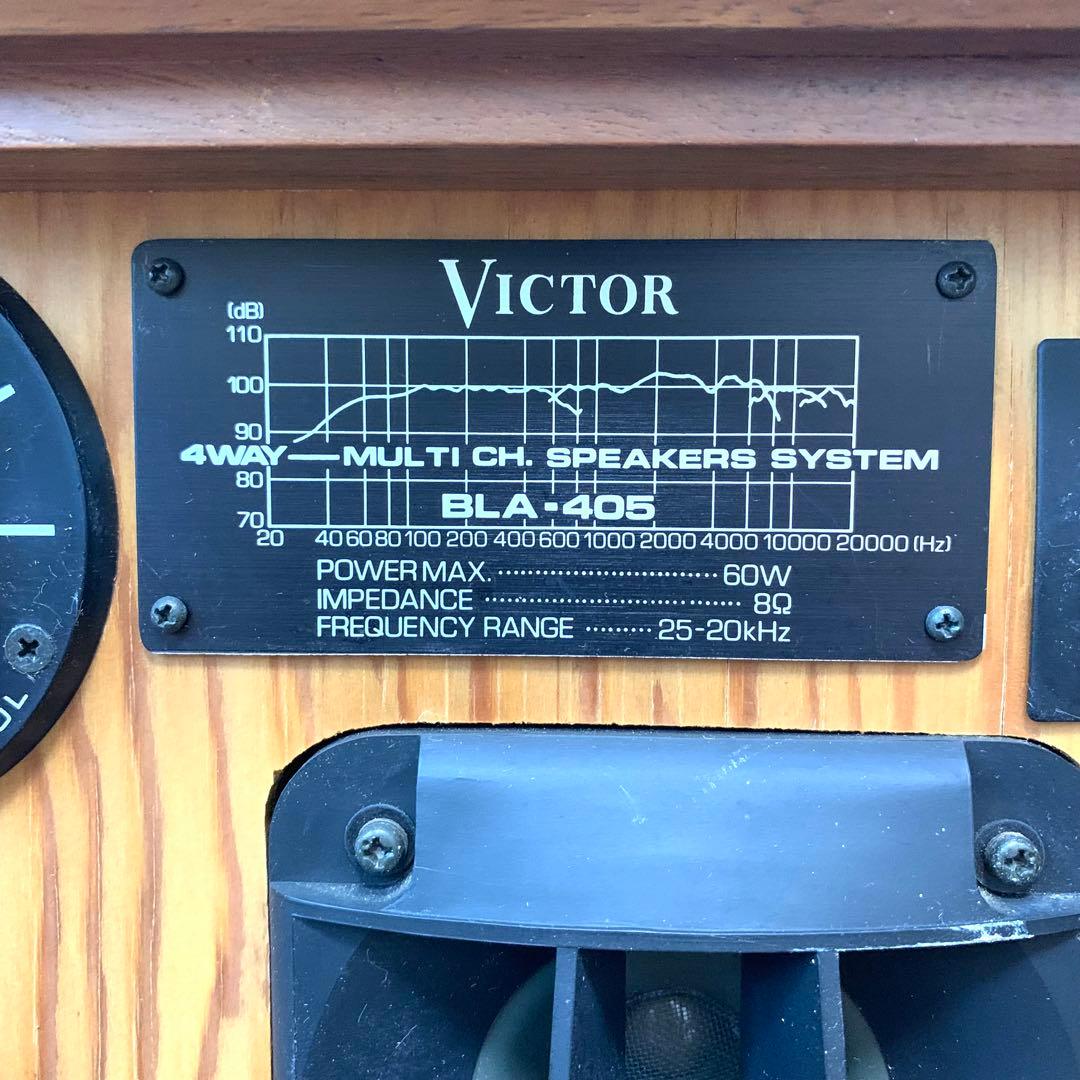 VICTOR
(dB)
110
100
90
4WAY—MULTI CH. SPEAKERS SYSTEM
80
BLA-405
70
20 40 60 80 100 200 400 600 1000 2000 4000 10000 20000 (Hz)
POWER MAX. ······························ 60W
IMPEDANCE ···································· 8Ω
FREQUENCY RANGE ········· 25-20kHz